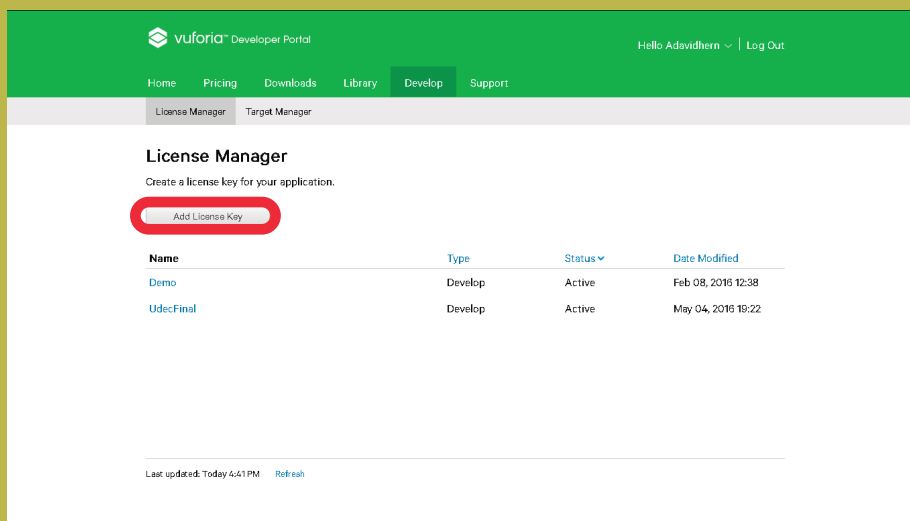 vuforia™ Developer Portal
Hello Adavidhern Log Out
Home Pricing Downloads Library Develop Support
License Manager Target Manager
License Manager
Create a license key for your application.
Add License Key
Name Type Status Date Modified
Demo Develop Active Feb 08, 2016 12:38
UdecFinal Develop Active May 04, 2016 19:22
Last updated: Today 4:41 PM Refresh